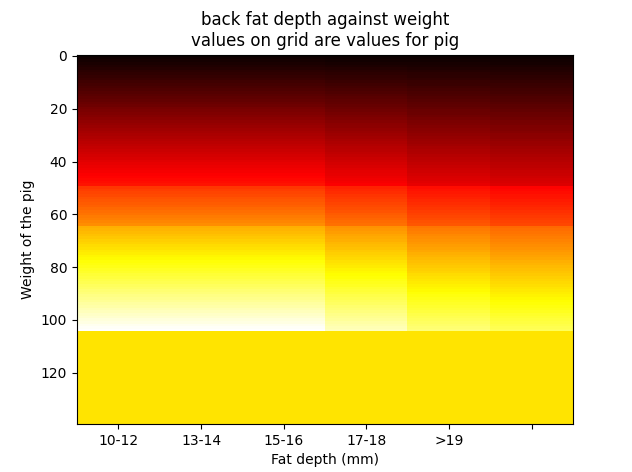 back fat depth against weight
values on grid are values for pig
0
20
40
60
80
100
120
Weight of the pig
10-12 13-14 15-16 17-18 >19
Fat depth (mm)